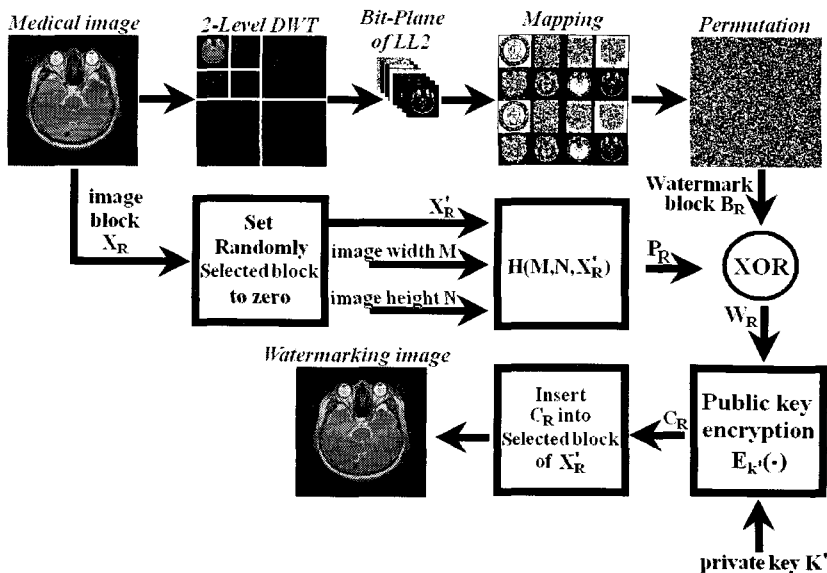 Medical image
2-Level DWT
Bit-Plane
of LL2
Mapping
Permutation
image
block
X_R
Set
Randomly
Selected block
to zero
X'_R
image width M
image height N
H(M,N,X'_R)
P_R
Watermark
block B_R
XOR
W_R
Watermarking image
Insert
C_R into
Selected block
of X'_R
C_R
Public key
encryption
E_k'(·)
private key K'